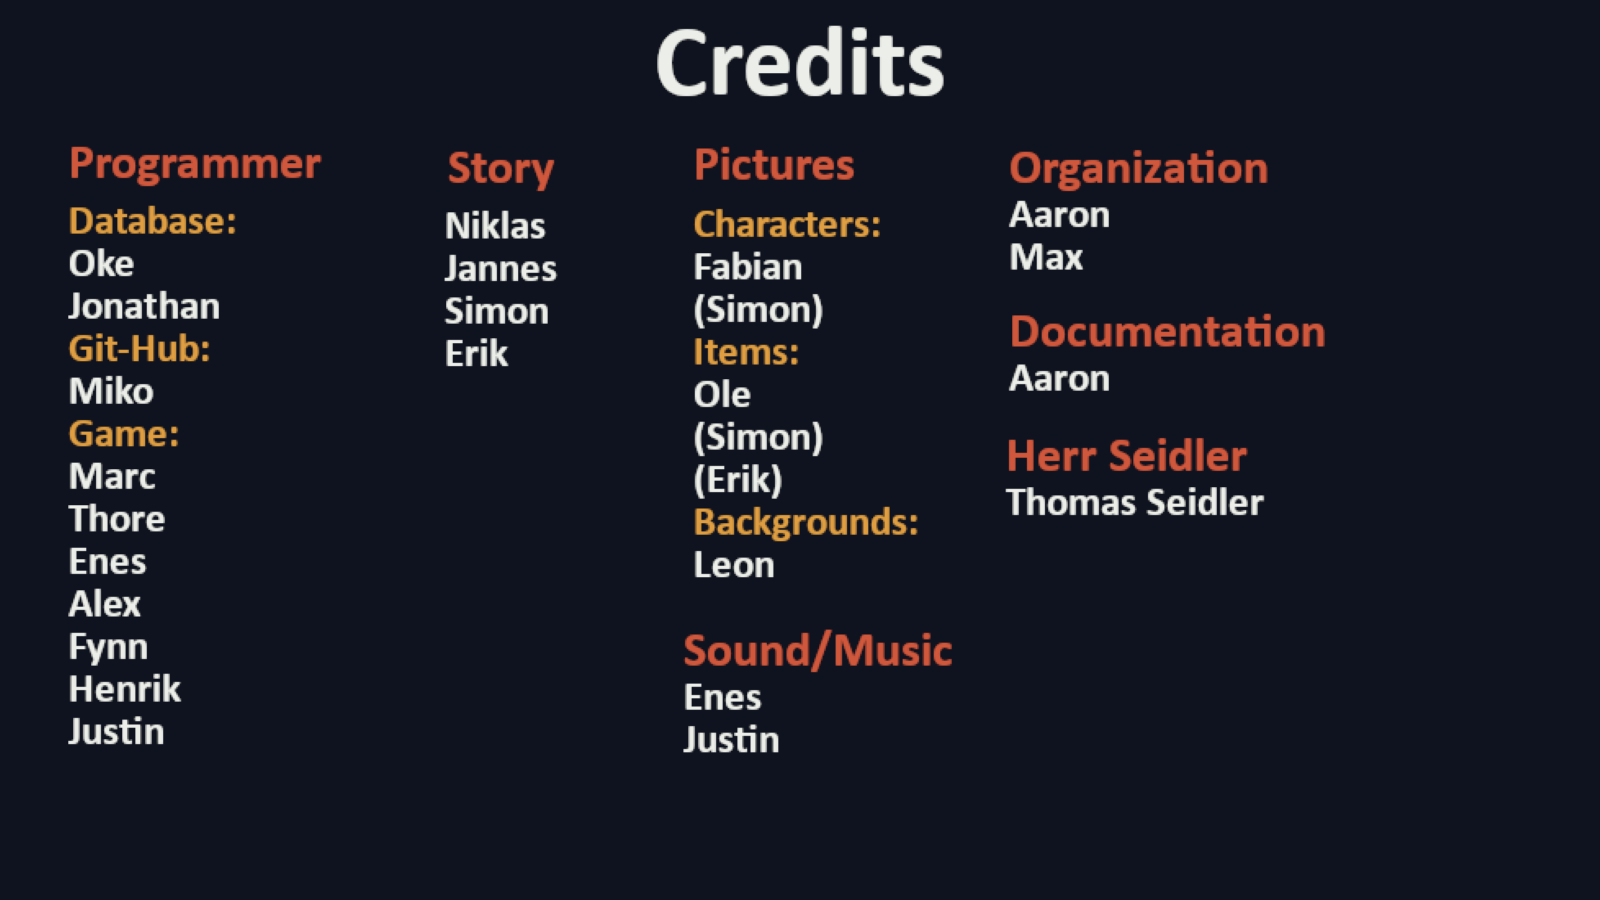 Credits
Programmer
Database:
Oke
Jonathan
Git-Hub:
Miko
Game:
Marc
Thore
Enes
Alex
Fynn
Henrik
Justin
Story
Niklas
Jannes
Simon
Erik
Pictures
Characters:
Fabian
(Simon)
Items:
Ole
(Simon)
(Erik)
Backgrounds:
Leon
Sound/Music
Enes
Justin
Organization
Aaron
Max
Documentation
Aaron
Herr Seidler
Thomas Seidler